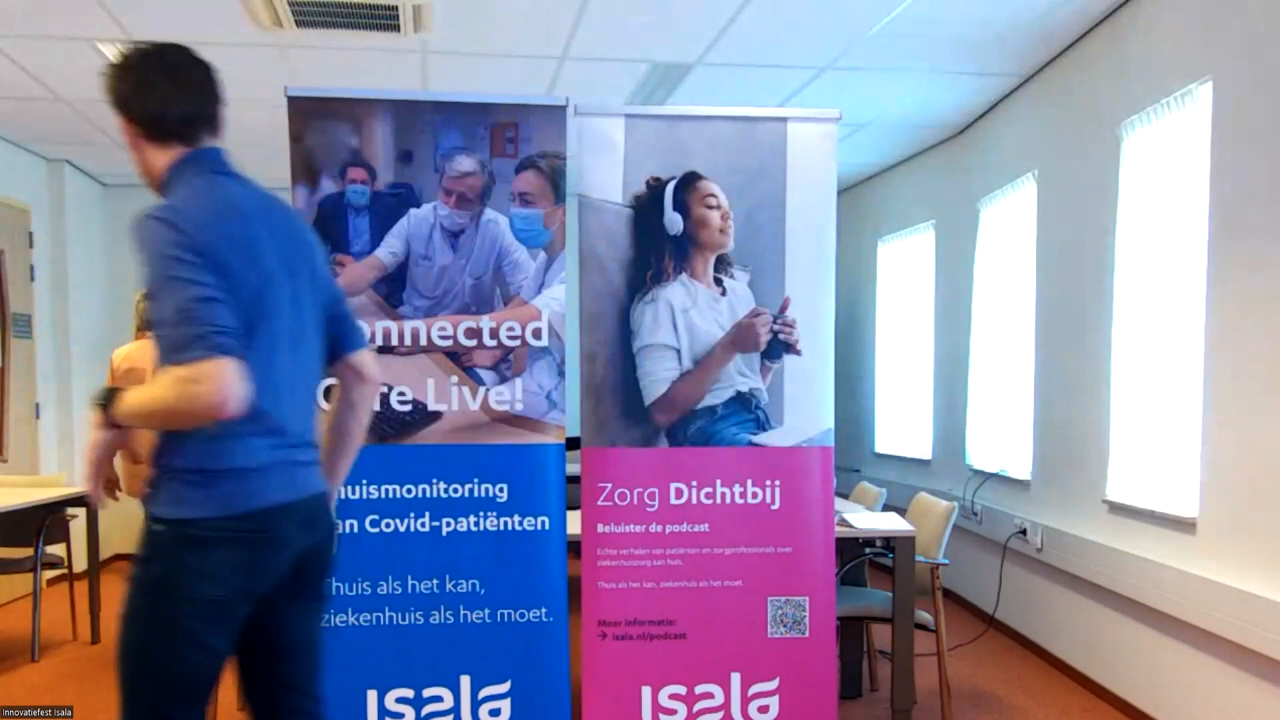 onnected
C re Live!
huismonitoring
an Covid-patiënten
Thuis als het kan,
ziekenhuis als het moet.
Isala
Zorg Dichtbij
Beluister de podcast
Echte verhalen van patiënten en zorgprofessionals over
ziekenhuiszorg aan huis.
Thuis als het kan, ziekenhuis als het moet.
Meer informatie:
→ isala.nl/podcast
Isala
Innovatiefest Isala